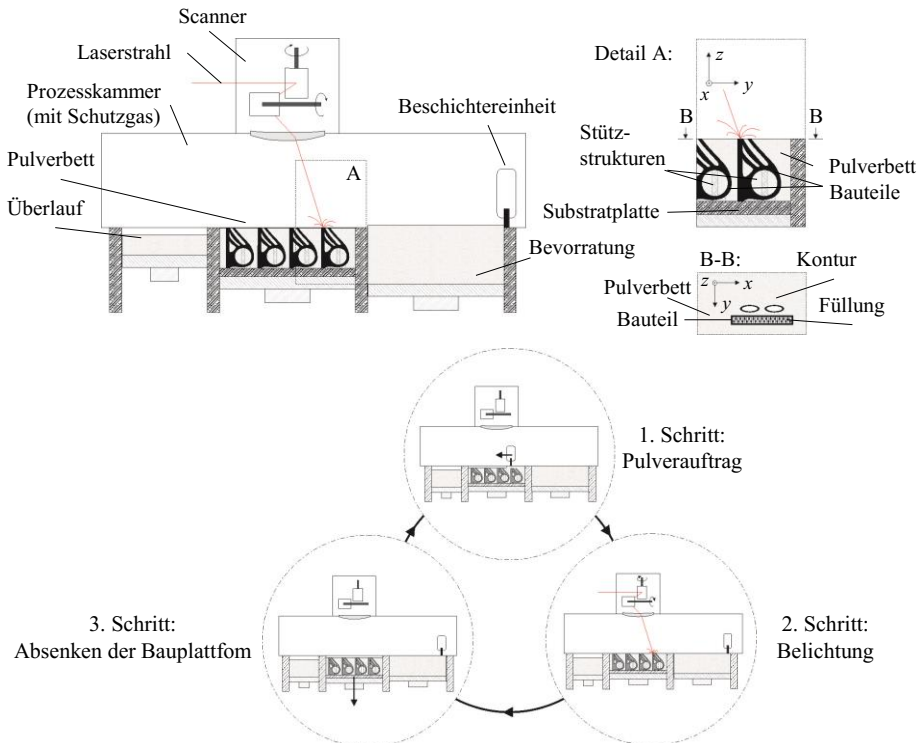 Scanner
Laserstrahl
Prozesskammer
(mit Schutzgas)
Pulverbett
Überlauf
Beschichtereinheit
A
Bevorratung
Detail A:
z
y
x
B
B
Stütz-
strukturen
Pulverbett
Bauteile
Substratplatte
B-B:
Kontur
z
x
y
Pulverbett
Bauteil
Füllung
1. Schritt:
Pulverauftrag
3. Schritt:
Absenken der Bauplattfom
2. Schritt:
Belichtung